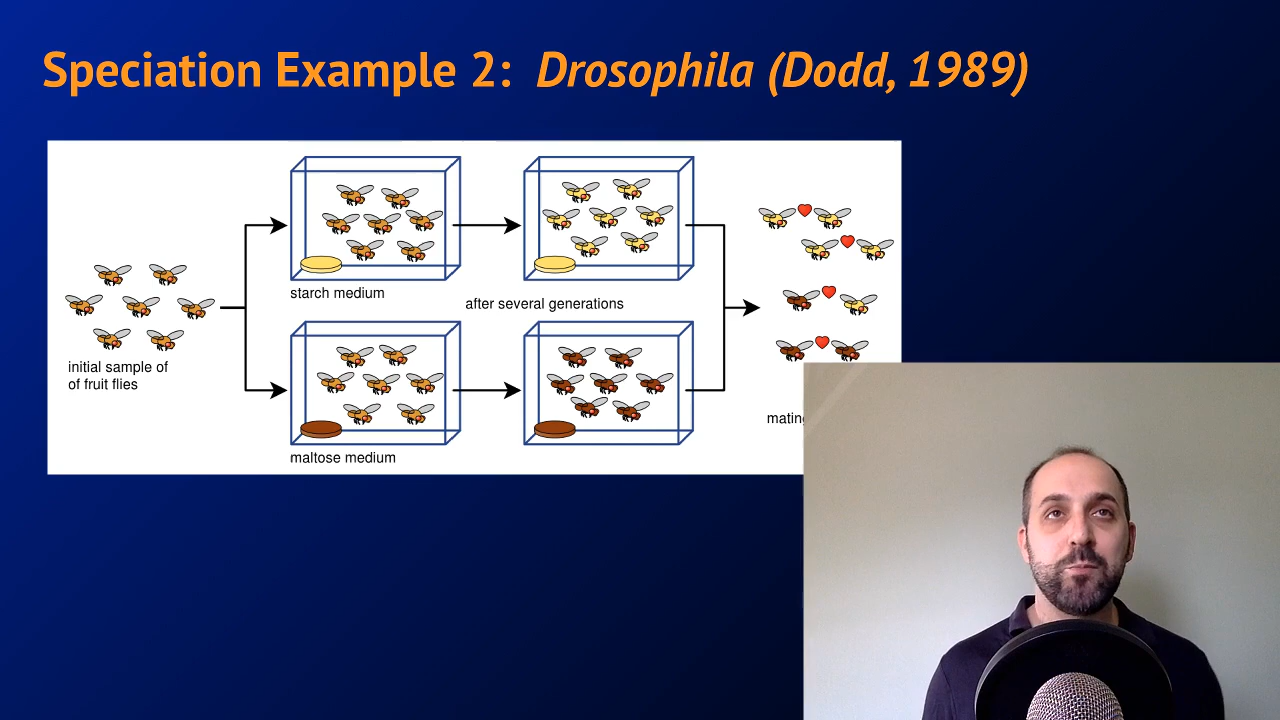 Speciation Example 2: Drosophila (Dodd, 1989)
starch medium
after several generations
initial sample of
of fruit flies
maltose medium